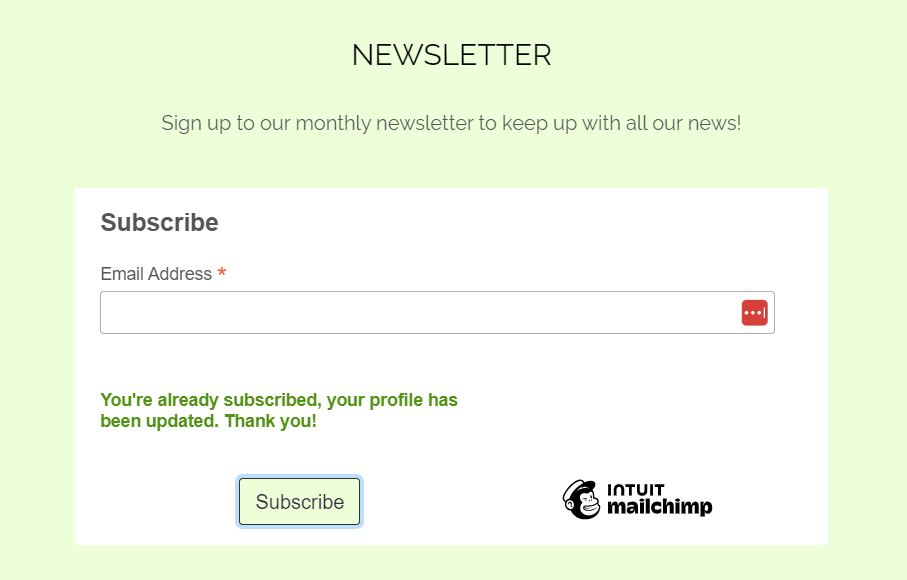 NEWSLETTER
Sign up to our monthly newsletter to keep up with all our news!
Subscribe
Email Address *
You're already subscribed, your profile has
been updated. Thank you!
Subscribe
INTUIT
mailchimp